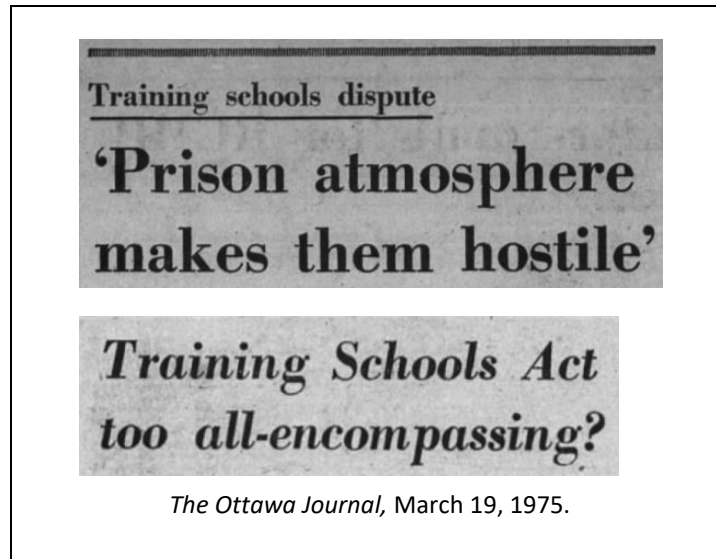 Training schools dispute
‘Prison atmosphere
makes them hostile’
Training Schools Act
too all-encompassing?
The Ottawa Journal, March 19, 1975.